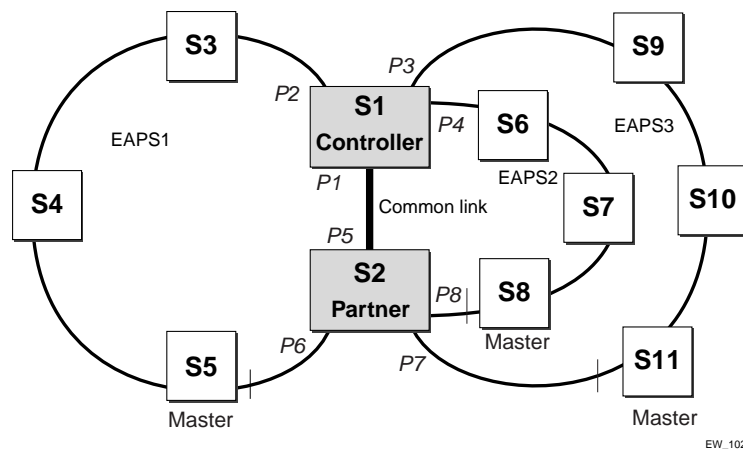 S3
S9
P3
P2
S1
Controller
P4
S6
EAPS3
EAPS1
EAPS2
P1
S4
S7
S10
Common link
P5
S2
Partner
P8
S8
Master
P6
P7
S5
S11
Master
Master
EW_102